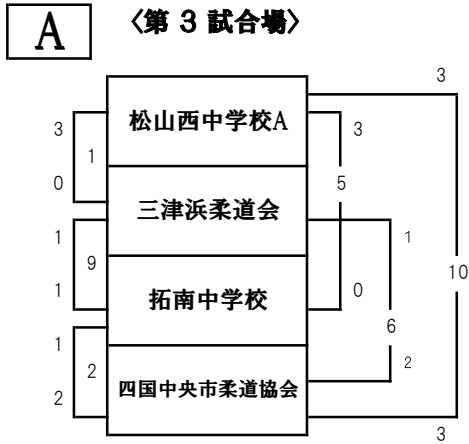 A 〈第 3 試合場〉
3
3 松山西中学校A 3
1
0 5
三津浜柔道会
1 1
9 10
1 拓南中学校 0
6
1
2 2
2 四国中央市柔道協会
3